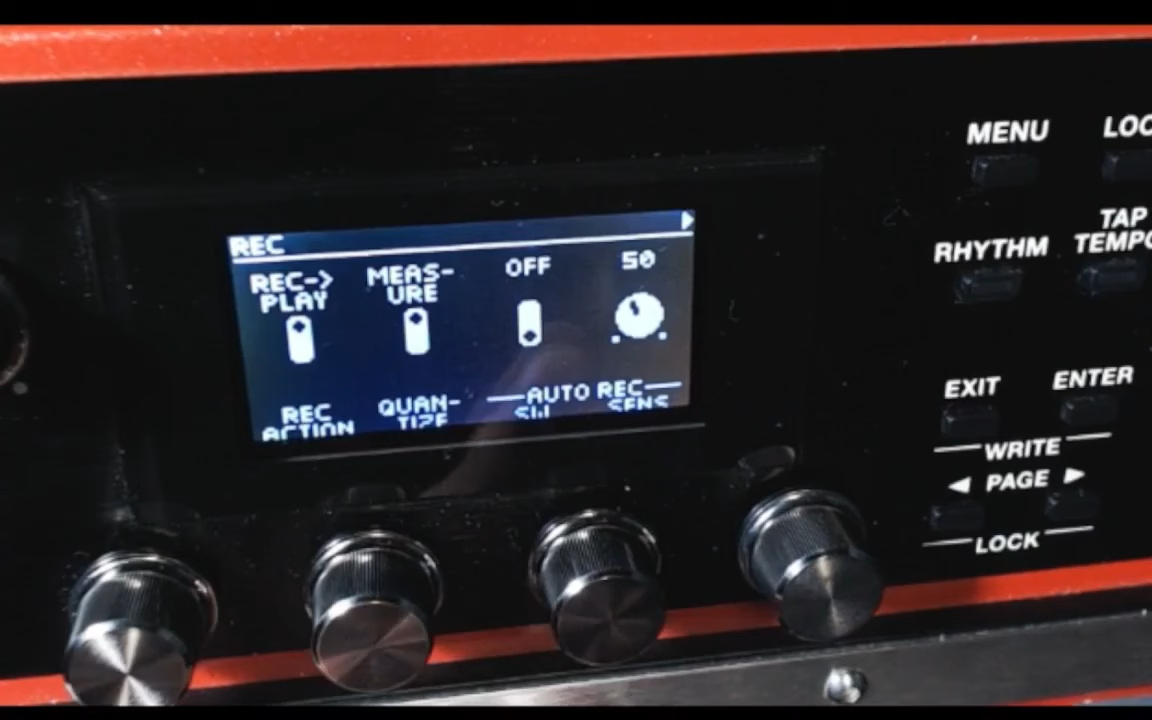 REC
REC->
PLAY
MEAS-
URE
OFF
50
REC
ACTION
QUAN-
TIZE
AUTO REC
SW
SENS
MENU
LOO
RHYTHM
TAP
TEMPO
EXIT
ENTER
WRITE
◀ PAGE ▶
LOCK